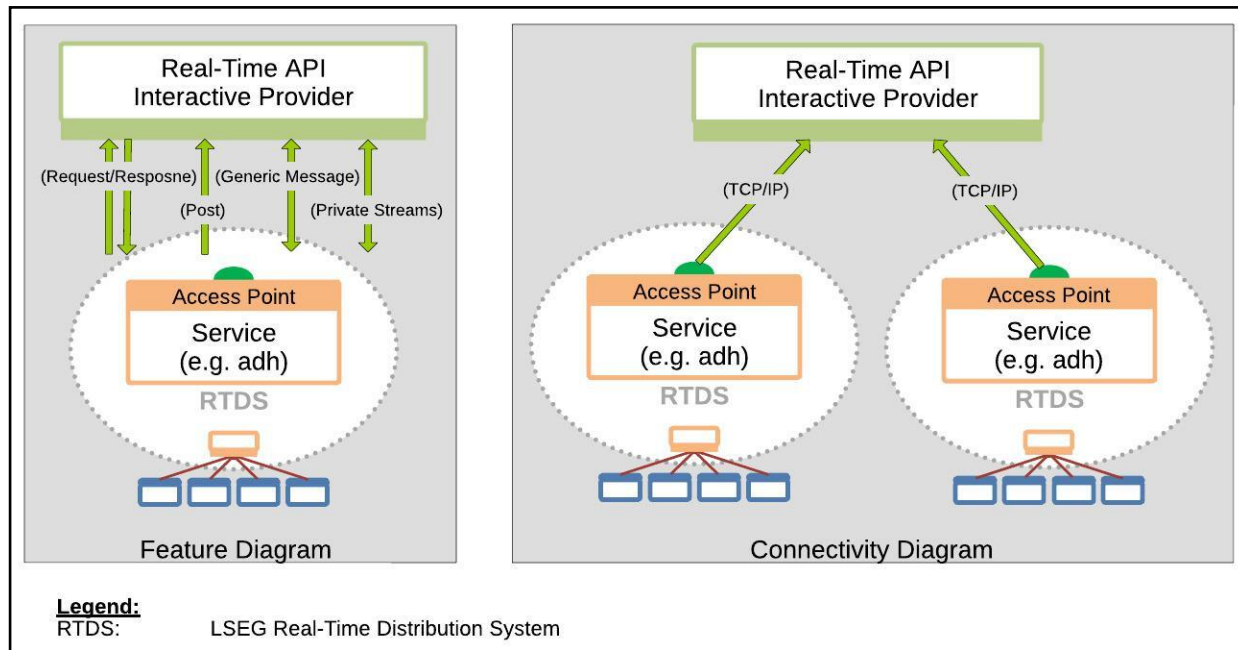 Real-Time API
Interactive Provider
(Request/Resposne)
(Generic Message)
(Post)
(Private Streams)
Access Point
Service
(e.g. adh)
RTDS
Feature Diagram
Real-Time API
Interactive Provider
(TCP/IP)
(TCP/IP)
Access Point
Service
(e.g. adh)
RTDS
Access Point
Service
(e.g. adh)
RTDS
Connectivity Diagram
Legend:
RTDS: LSEG Real-Time Distribution System